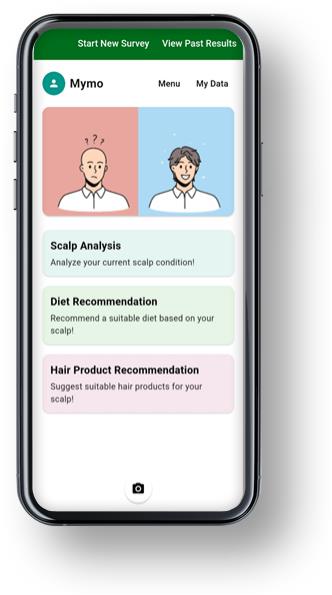 Start New Survey View Past Results
Mymo Menu My Data
? ? ?
Scalp Analysis
Analyze your current scalp condition!
Diet Recommendation
Recommend a suitable diet based on your
scalp!
Hair Product Recommendation
Suggest suitable hair products for your
scalp!